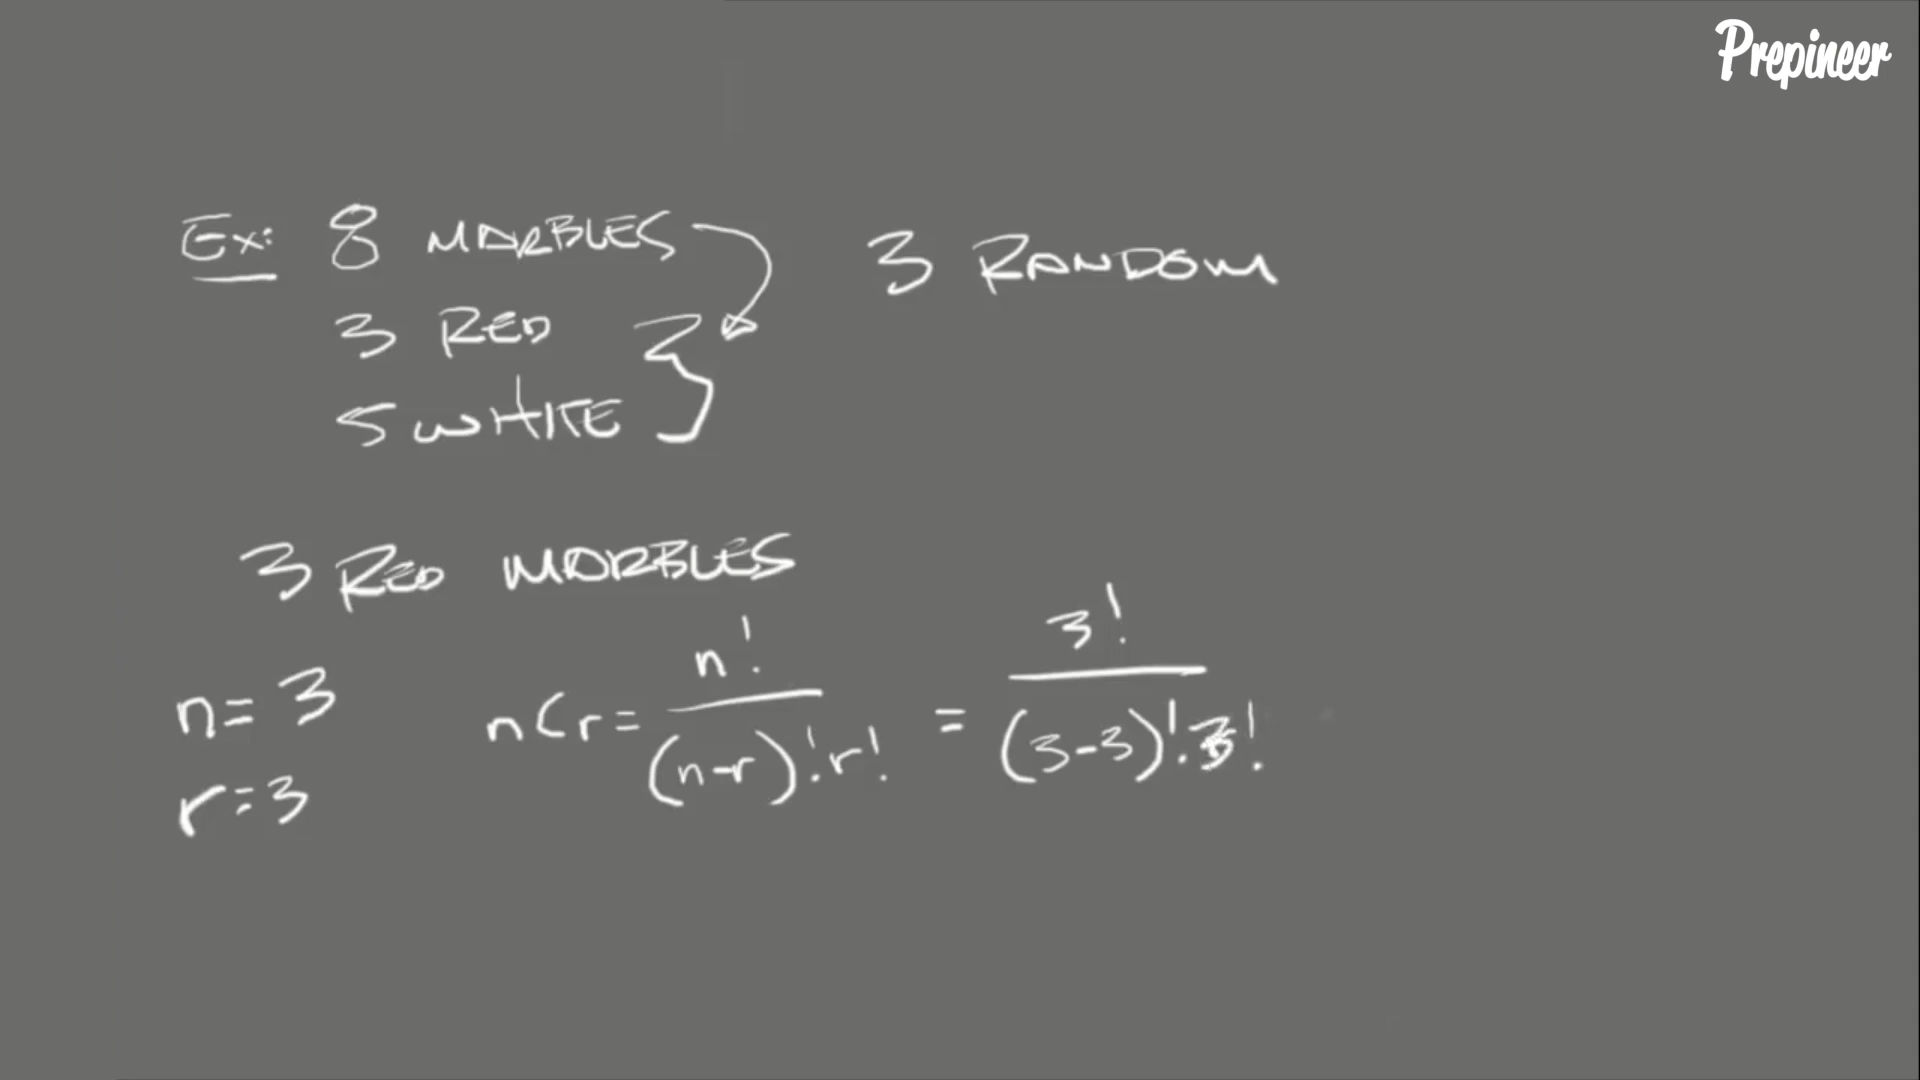 Prepineer
Ex: 8 MARBLES
3 RANDOM
3 RED
5 WHITE
3 RED MARBLES
n = 3
r = 3
nCr = n! / (n-r)! r! = 3! / (3-3)! 3!